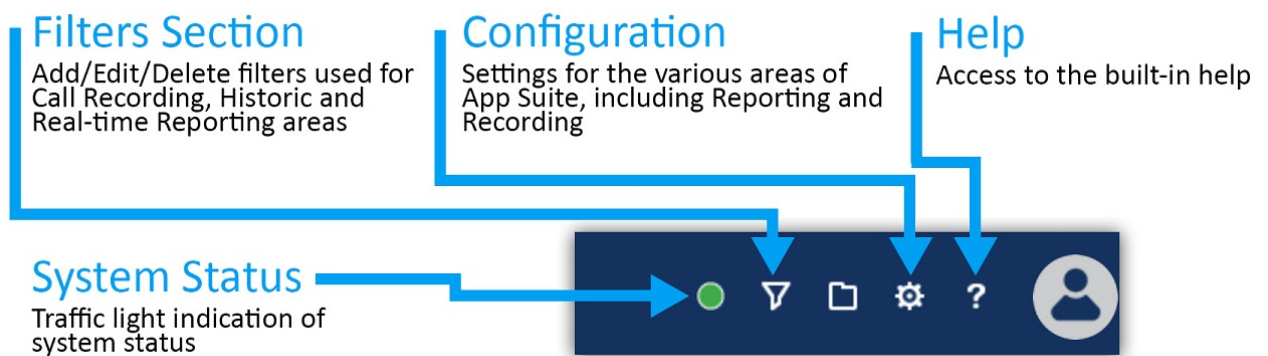 Filters Section
Add/Edit/Delete filters used for
Call Recording, Historic and
Real-time Reporting areas
Configuration
Settings for the various areas of
App Suite, including Reporting and
Recording
Help
Access to the built-in help
System Status
Traffic light indication of
system status
?